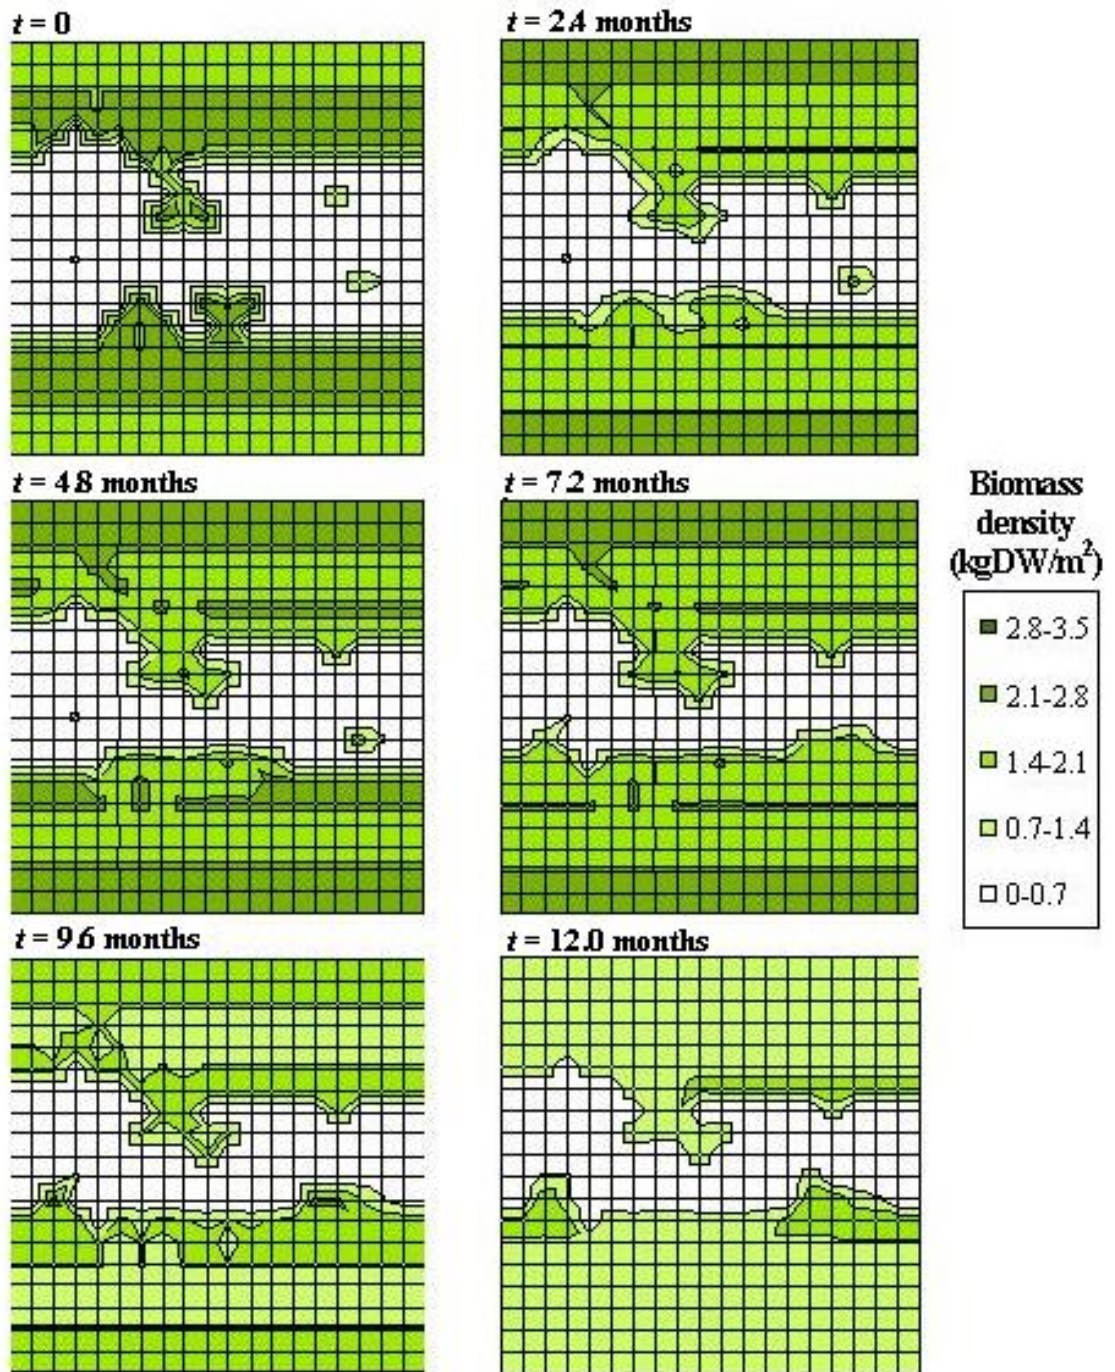 t = 0
t = 2.4 months
t = 4.8 months
t = 7.2 months
Biomass
density
(kgDW/m²)
2.8-3.5
2.1-2.8
1.4-2.1
0.7-1.4
0-0.7
t = 9.6 months
t = 12.0 months